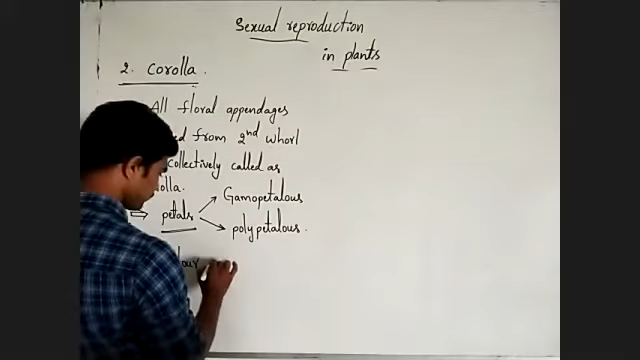 Sexual reproduction
in plants
2. Corolla.
All floral appendages
from 2nd whorl
collectively called as
petals
Gamopetalous
polypetalous.